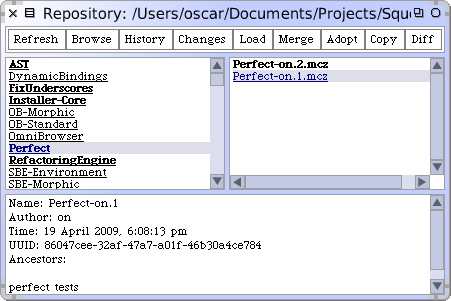 Repository: /Users/oscar/Documents/Projects/Sque
Refresh Browse History Changes Load Merge Adopt Copy Diff
AST
DynamicBindings
FixUnderscores
Installer-Core
OB-Morphic
OB-Standard
OmniBrowser
Perfect
RefactoringEngine
SBE-Environment
SBE-Morphic
Perfect-on.2.mcz
Perfect-on.1.mcz
Name: Perfect-on.1
Author: on
Time: 19 April 2009, 6:08:13 pm
UUID: 86047cee-32af-47a7-a01f-46b30a4ce784
Ancestors:
perfect tests